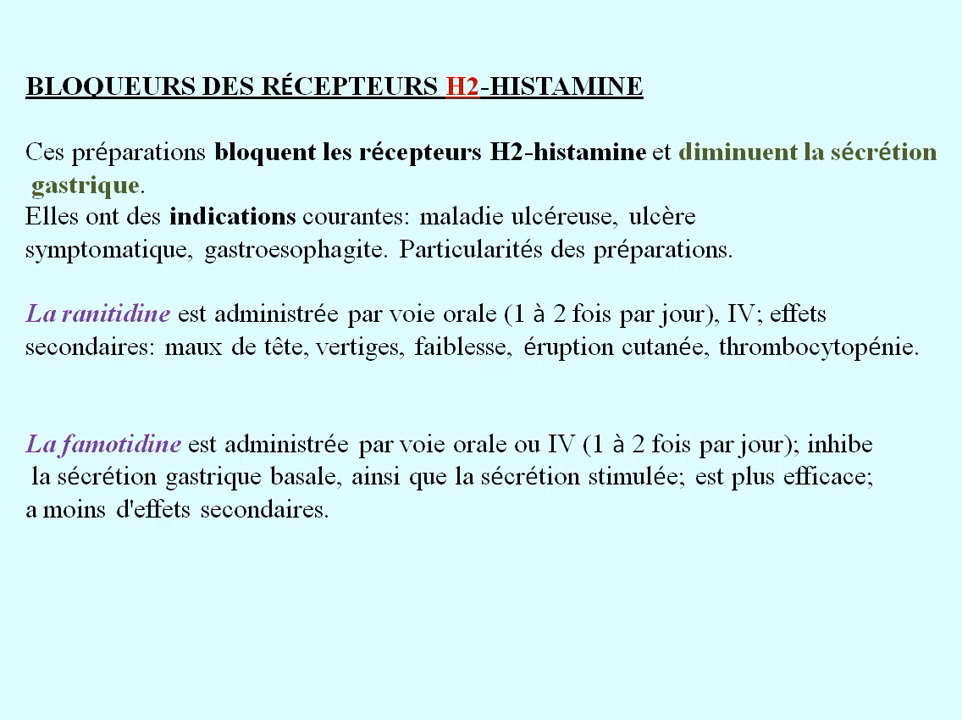 BLOQUEURS DES RÉCEPTEURS H2-HISTAMINE
Ces préparations bloquent les récepteurs H2-histamine et diminuent la sécrétion
gastrique.
Elles ont des indications courantes: maladie ulcéreuse, ulcère
symptomatique, gastroesophagite. Particularités des préparations.
La ranitidine est administrée par voie orale (1 à 2 fois par jour), IV; effets
secondaires: maux de tête, vertiges, faiblesse, éruption cutanée, thrombocytopénie.
La famotidine est administrée par voie orale ou IV (1 à 2 fois par jour); inhibe
la sécrétion gastrique basale, ainsi que la sécrétion stimulée; est plus efficace;
a moins d'effets secondaires.